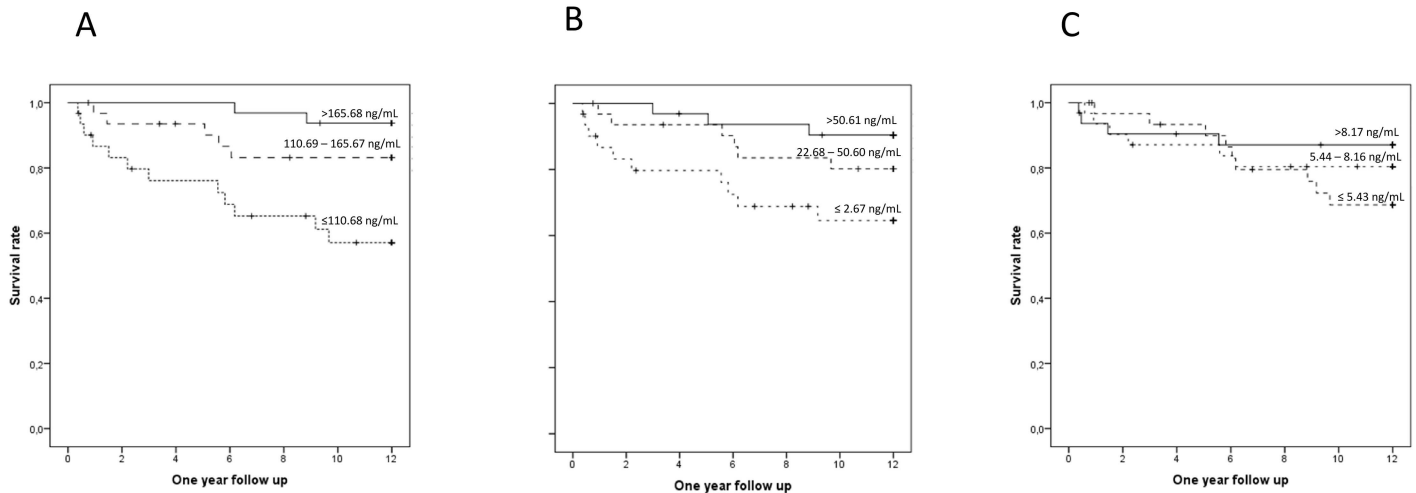 A
B
C
1,0
0,8
0,6
0,4
0,2
0,0
Survival rate
>165.68 ng/mL
110.69 – 165.67 ng/mL
≤110.68 ng/mL
0 2 4 6 8 10 12
One year follow up
>50.61 ng/mL
22.68 – 50.60 ng/mL
≤ 2.67 ng/mL
0 2 4 6 8 10 12
One year follow up
1,0
0,8
0,6
0,4
0,2
0,0
Survival rate
>8.17 ng/mL
5.44 – 8.16 ng/mL
≤ 5.43 ng/mL
0 2 4 6 8 10 12
One year follow up